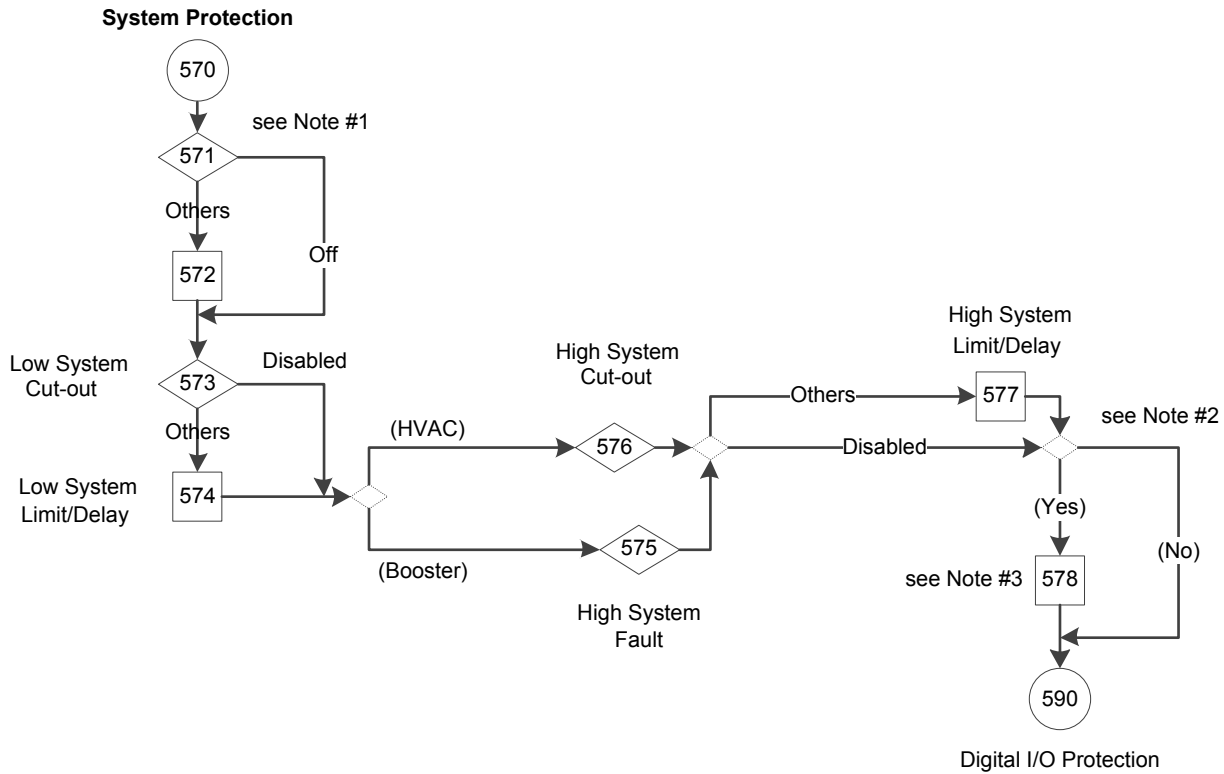 System Protection
570
see Note #1
571
Others
Off
572
Low System
Cut-out
Disabled
573
Others
Low System
Limit/Delay
574
(HVAC)
(Booster)
High System
Cut-out
576
575
High System
Fault
Others
Disabled
High System
Limit/Delay
577
see Note #2
(Yes)
(No)
see Note #3
578
590
Digital I/O Protection